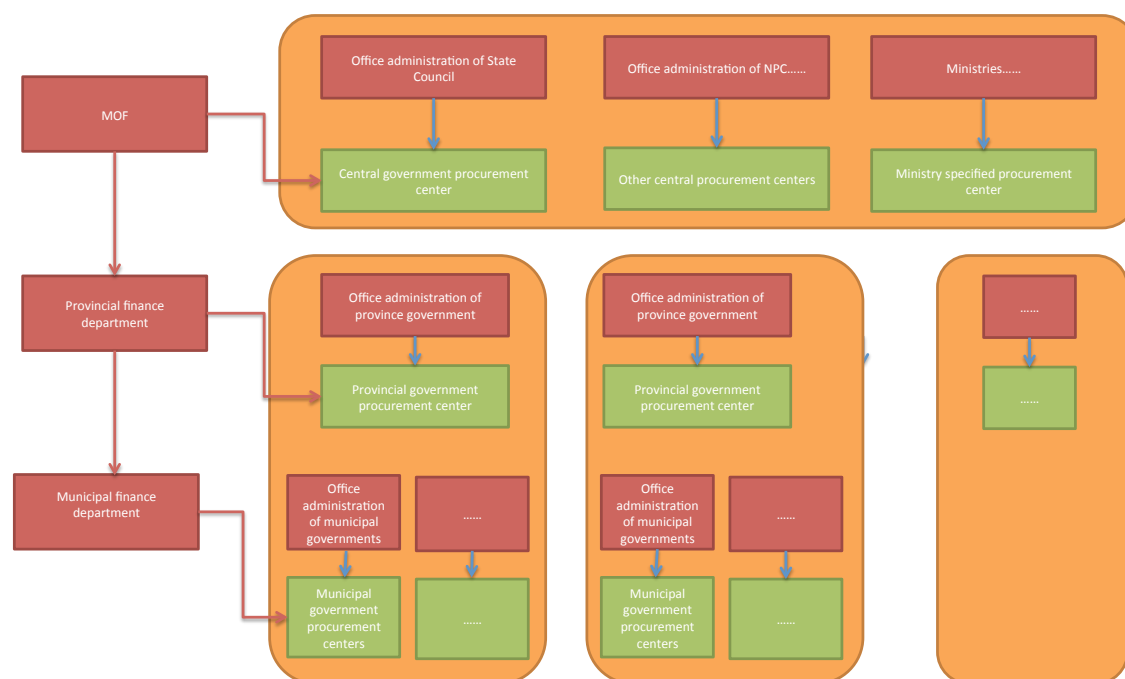 Office administration of State
Council
Office administration of NPC……
Ministries……
MOF
Central government procurement
center
Other central procurement centers
Ministry specified procurement
center
Provincial finance
department
Office administration of
province government
Office administration of
province government
……
Provincial government
procurement center
Provincial government
procurement center
……
Municipal finance
department
Office
administration
of municipal
governments
……
Office
administration
of municipal
governments
……
Municipal
government
procurement
centers
……
Municipal
government
procurement
centers
……